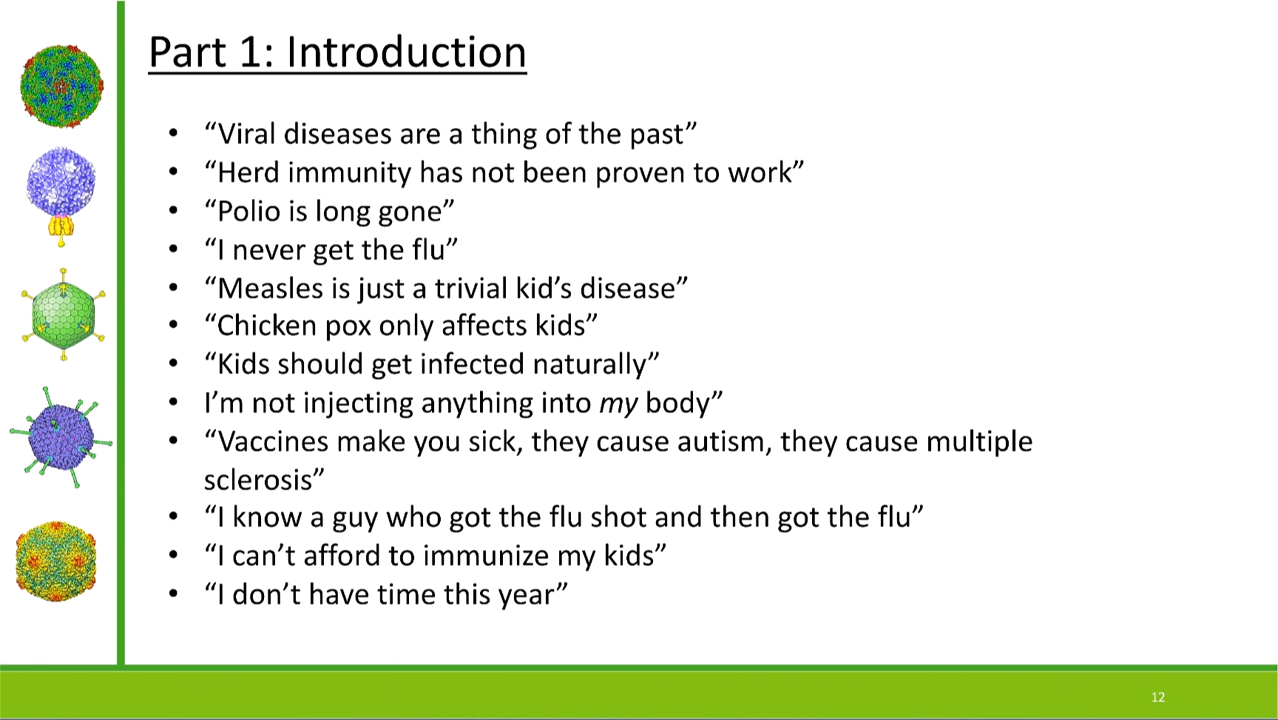 Part 1: Introduction
• “Viral diseases are a thing of the past”
• “Herd immunity has not been proven to work”
• “Polio is long gone”
• “I never get the flu”
• “Measles is just a trivial kid’s disease”
• “Chicken pox only affects kids”
• “Kids should get infected naturally”
• I’m not injecting anything into my body”
• “Vaccines make you sick, they cause autism, they cause multiple
sclerosis”
• “I know a guy who got the flu shot and then got the flu”
• “I can’t afford to immunize my kids”
• “I don’t have time this year”
12